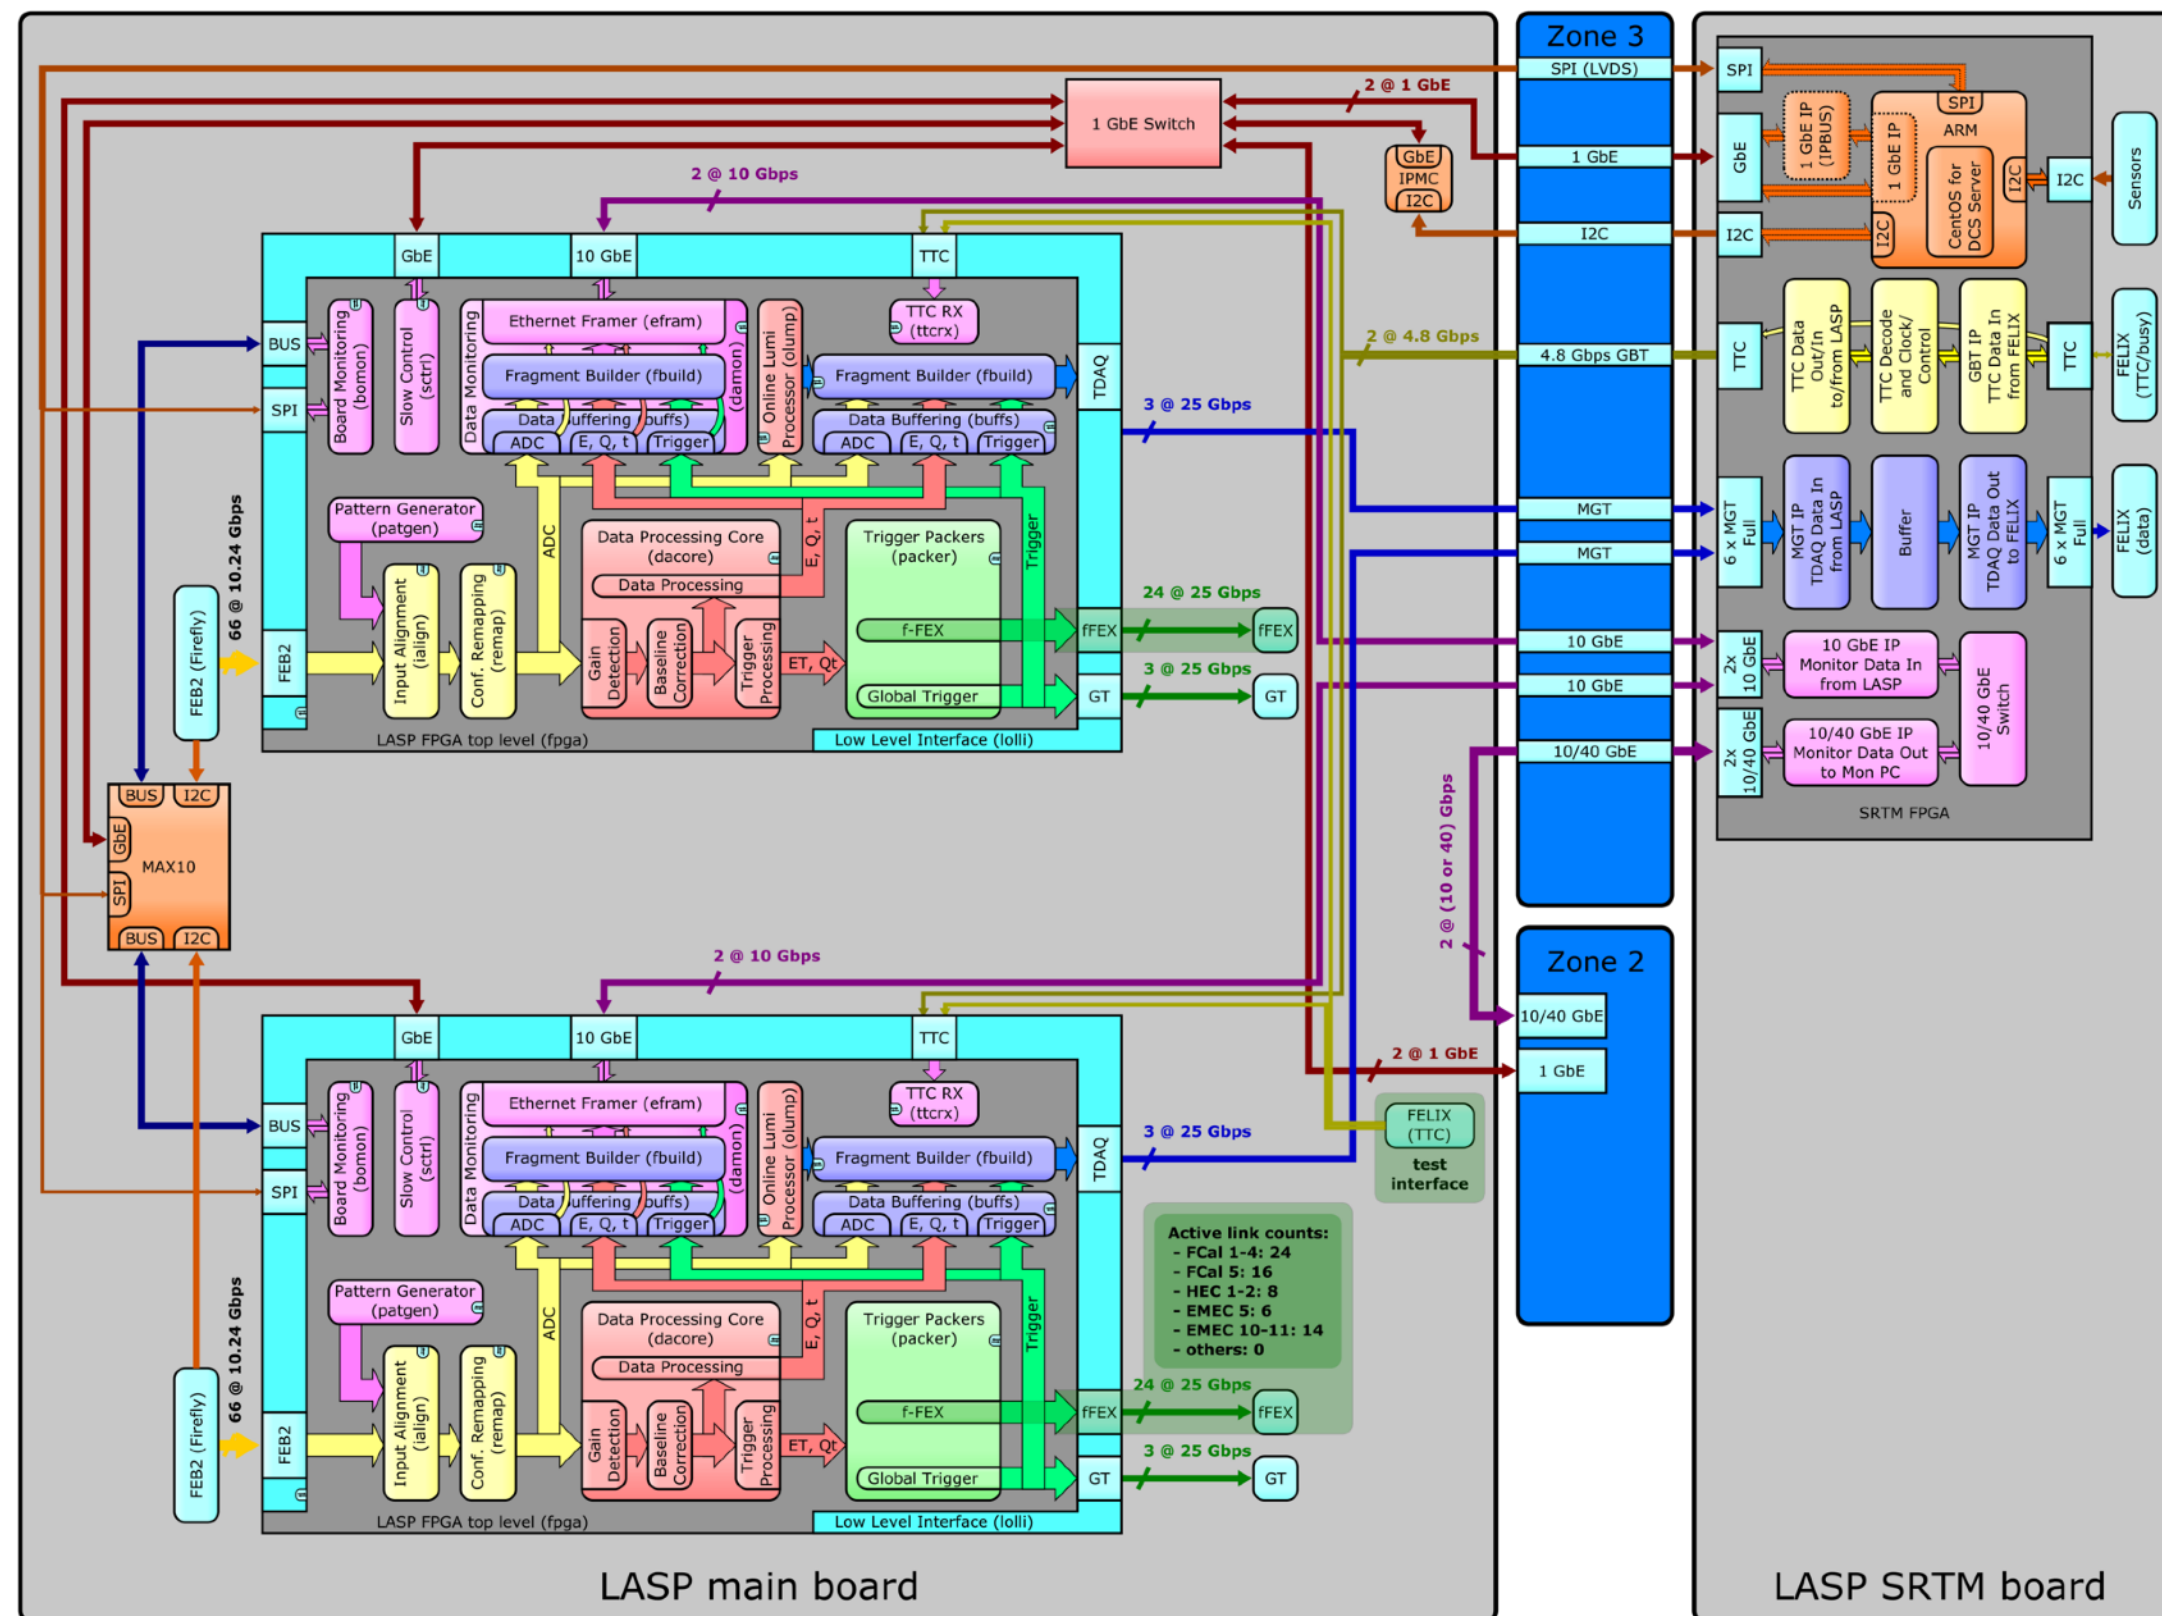 Zone 3
SPI (LVDS)
1 GbE
I2C
4.8 Gbps GBT
MGT
MGT
10 GbE
10 GbE
10/40 GbE
2 @ 1 GbE
1 GbE Switch
GbE
IPMC
I2C
2 @ 10 Gbps
2 @ 4.8 Gbps
GbE
10 GbE
TTC
BUS
SPI
FEB2
Board Monitoring
(bomon)
Slow Control
(sctrl)
Data Monitoring
(damon)
Ethernet Framer (efram)
Fragment Builder (fbuild)
Data Buffering (buffs)
ADC
E, Q, t
Trigger
Online Lumi
Processor (olump)
TTC RX
(ttcrx)
Fragment Builder (fbuild)
Data Buffering (buffs)
ADC
E, Q, t
Trigger
TDAQ
3 @ 25 Gbps
Pattern Generator
(patgen)
Input Alignment
(ialign)
Conf. Remapping
(remap)
ADC
Data Processing Core
(dacore)
Data Processing
Gain
Detection
Baseline
Correction
Trigger
Processing
E, Q, t
ET, Qt
Trigger Packers
(packer)
f-FEX
Global Trigger
Trigger
fFEX
GT
24 @ 25 Gbps
fFEX
3 @ 25 Gbps
GT
66 @ 10.24 Gbps
FEB2 (Firefly)
LASP FPGA top level (fpga)
Low Level Interface (lolli)
BUS
I2C
GbE
MAX10
SPI
BUS
I2C
2 @ 10 Gbps
GbE
10 GbE
TTC
BUS
SPI
FEB2
Board Monitoring
(bomon)
Slow Control
(sctrl)
Data Monitoring
(damon)
Ethernet Framer (efram)
Fragment Builder (fbuild)
Data Buffering (buffs)
ADC
E, Q, t
Trigger
Online Lumi
Processor (olump)
TTC RX
(ttcrx)
Fragment Builder (fbuild)
Data Buffering (buffs)
ADC
E, Q, t
Trigger
TDAQ
3 @ 25 Gbps
Pattern Generator
(patgen)
Input Alignment
(ialign)
Conf. Remapping
(remap)
ADC
Data Processing Core
(dacore)
Data Processing
Gain
Detection
Baseline
Correction
Trigger
Processing
E, Q, t
ET, Qt
Trigger Packers
(packer)
f-FEX
Global Trigger
Trigger
fFEX
GT
24 @ 25 Gbps
fFEX
3 @ 25 Gbps
GT
66 @ 10.24 Gbps
FEB2 (Firefly)
LASP FPGA top level (fpga)
Low Level Interface (lolli)
Active link counts:
- FCal 1-4: 24
- FCal 5: 16
- HEC 1-2: 8
- EMEC 5: 6
- EMEC 10-11: 14
- others: 0
FELIX
(TTC)
test
interface
2 @ 1 GbE
2 @ (10 or 40) Gbps
Zone 2
10/40 GbE
1 GbE
LASP main board
SPI
GbE
I2C
1 GbE IP
(IPBUS)
1 GbE IP
SPI
ARM
CentOS for
DCS Server
I2C
I2C
I2C
Sensors
TTC
TTC Data
Out/In
to/from LASP
TTC Decode
and Clock/
Control
GBT IP
TTC Data In
from FELIX
TTC
FELIX
(TTC/busy)
6 x MGT
Full
MGT IP
TDAQ Data In
from LASP
Buffer
MGT IP
TDAQ Data Out
to FELIX
6 x MGT
Full
FELIX
(data)
2x
10 GbE
10 GbE IP
Monitor Data In
from LASP
10/40 GbE
Switch
2x
10/40 GbE
10/40 GbE IP
Monitor Data Out
to Mon PC
SRTM FPGA
LASP SRTM board